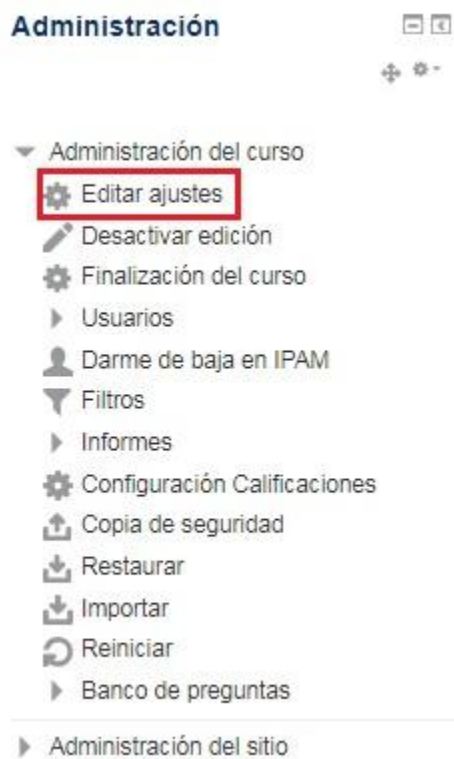 Administración
Administración del curso
Editar ajustes
Desactivar edición
Finalización del curso
Usuarios
Darme de baja en IPAM
Filtros
Informes
Configuración Calificaciones
Copia de seguridad
Restaurar
Importar
Reiniciar
Banco de preguntas
Administración del sitio